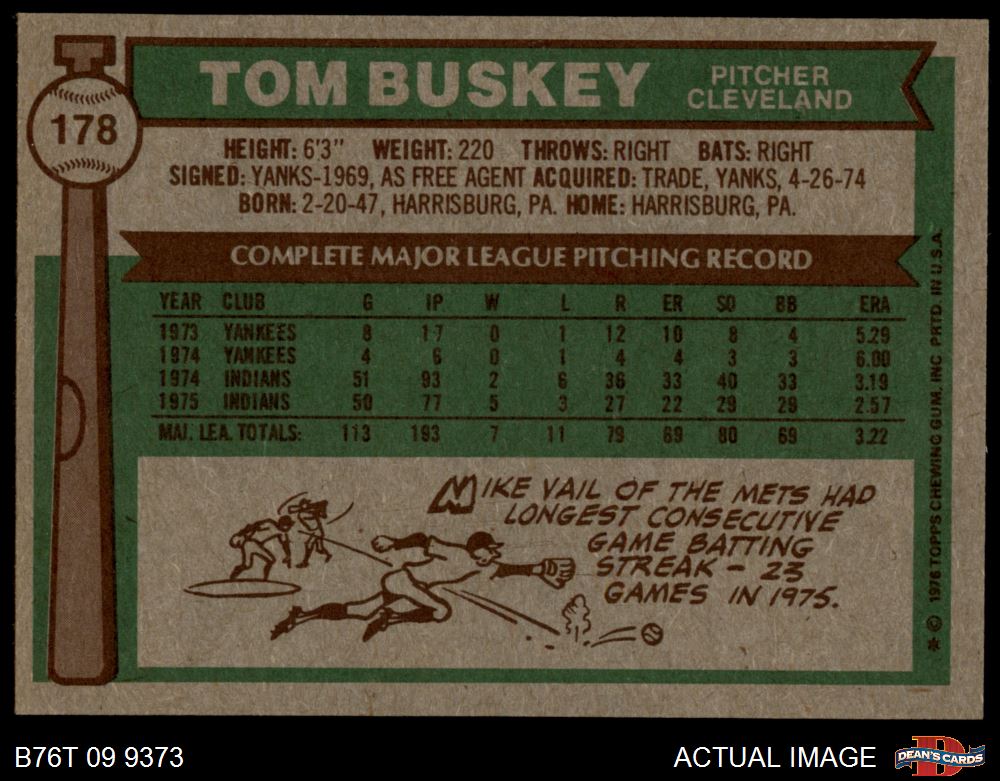 TOM BUSKEY
PITCHER
CLEVELAND
178
HEIGHT: 6'3" WEIGHT: 220 THROWS: RIGHT BATS: RIGHT
SIGNED: YANKS-1969, AS FREE AGENT ACQUIRED: TRADE, YANKS, 4-26-74
BORN: 2-20-47, HARRISBURG, PA. HOME: HARRISBURG, PA.
COMPLETE MAJOR LEAGUE PITCHING RECORD
YEAR CLUB G IP W L R ER SO BB ERA
1973 YANKEES 8 17 0 1 12 10 8 4 5.29
1974 YANKEES 4 6 0 1 4 4 3 3 6.00
1974 INDIANS 51 93 2 6 36 33 40 33 3.19
1975 INDIANS 50 77 5 3 27 22 29 29 2.57
MAJ. LEA. TOTALS: 113 193 7 11 79 69 80 69 3.22
MIKE VAIL OF THE METS HAD
LONGEST CONSECUTIVE
GAME BATTING
STREAK - 23
GAMES IN 1975.
* © 1976 TOPPS CHEWING GUM, INC PRTD. IN U.S.A.
B76T 09 9373
ACTUAL IMAGE
D
DEAN'S CARDS